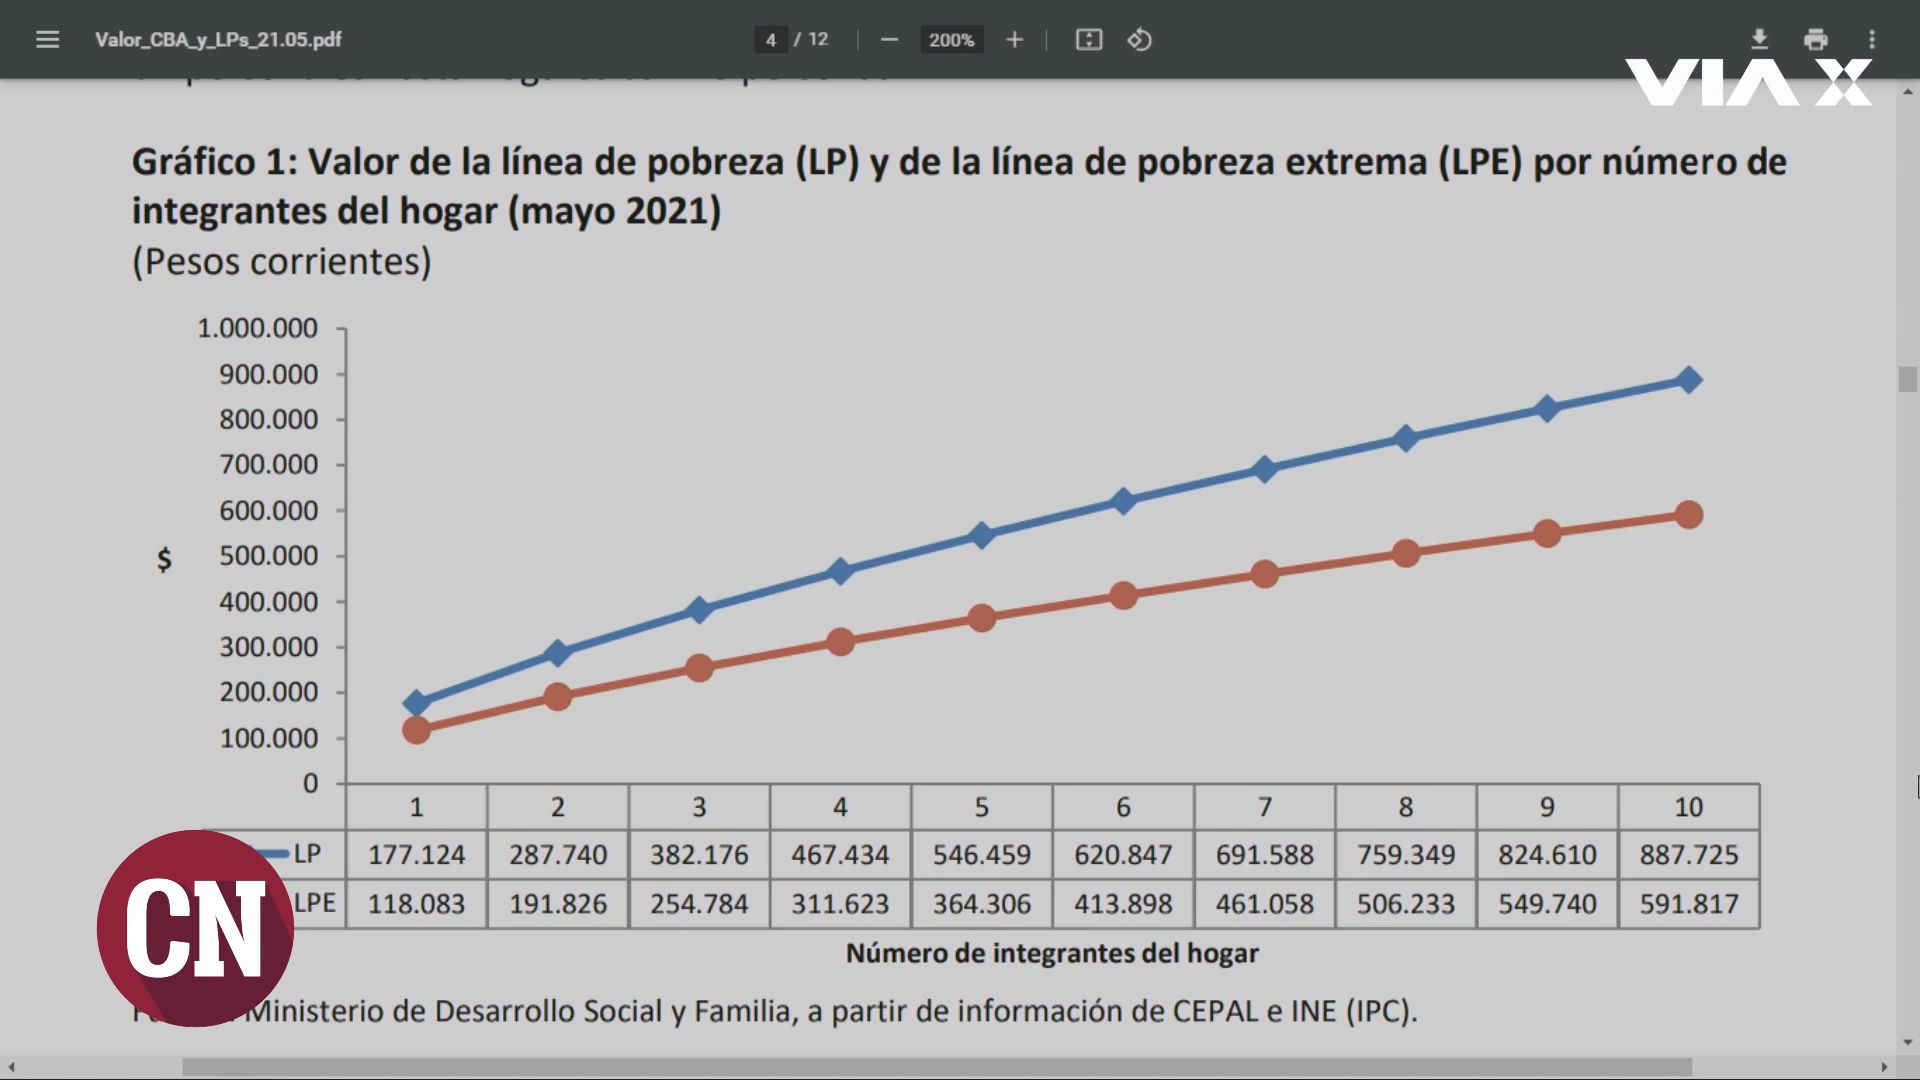 Valor_CBA_y_LPs_21.05.pdf
4 / 12
200%
VIA X
Gráfico 1: Valor de la línea de pobreza (LP) y de la línea de pobreza extrema (LPE) por número de
integrantes del hogar (mayo 2021)
(Pesos corrientes)
1.000.000
900.000
800.000
700.000
600.000
$ 500.000
400.000
300.000
200.000
100.000
0
1 2 3 4 5 6 7 8 9 10
LP 177.124 287.740 382.176 467.434 546.459 620.847 691.588 759.349 824.610 887.725
LPE 118.083 191.826 254.784 311.623 364.306 413.898 461.058 506.233 549.740 591.817
CN
Número de integrantes del hogar
Ministerio de Desarrollo Social y Familia, a partir de información de CEPAL e INE (IPC).